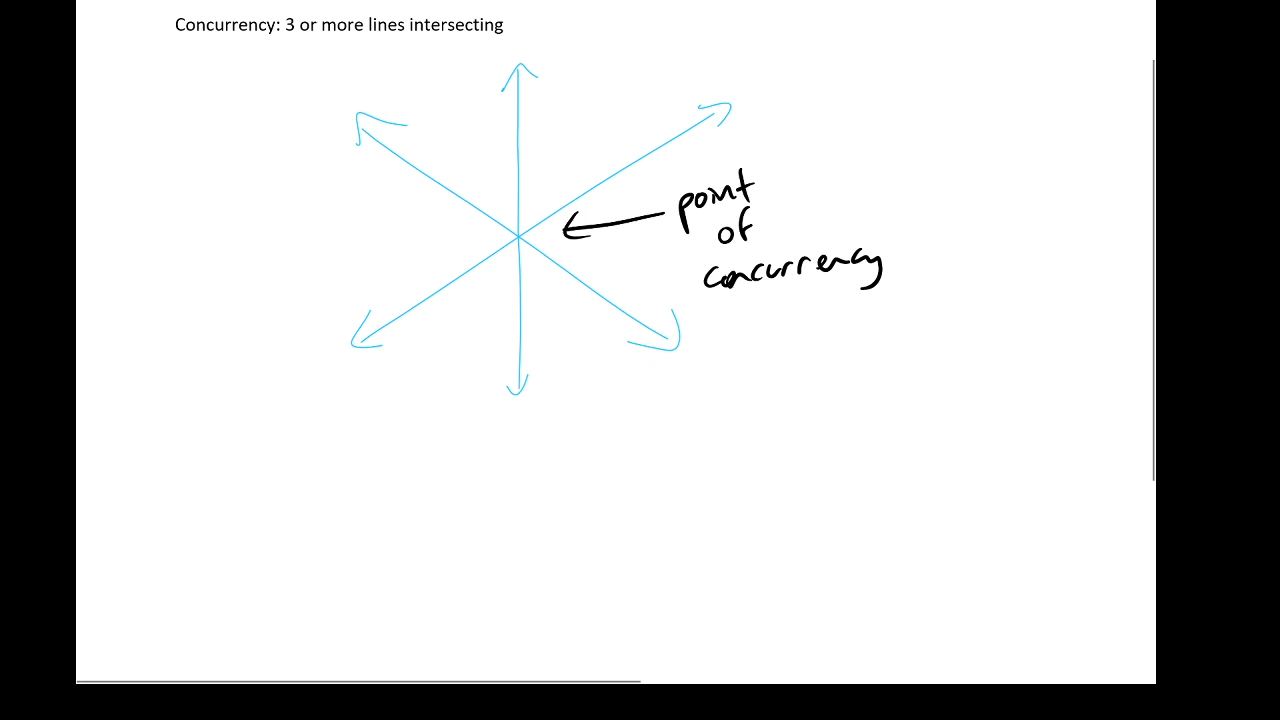 Concurrency: 3 or more lines intersecting
point
of
concurrency